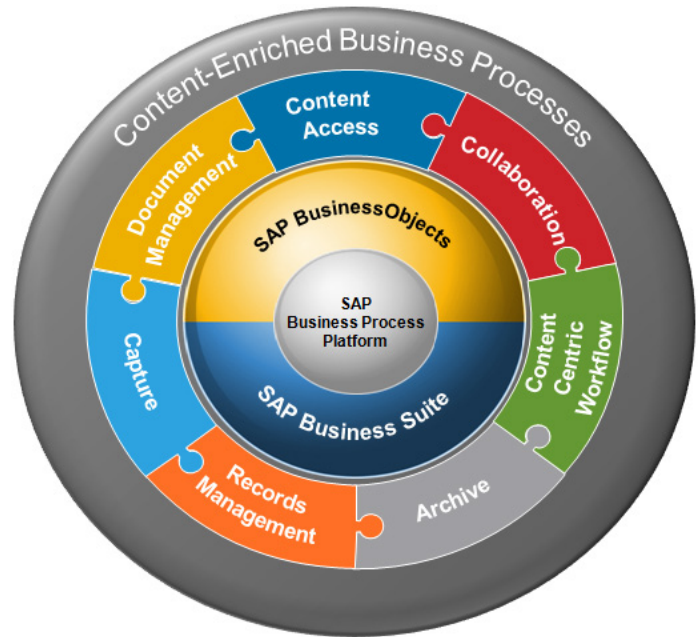 Content-Enriched Business Processes
Content
Access
Collaboration
Content
Centric
Workflow
Archive
Records
Management
Capture
Document
Management
SAP BusinessObjects
SAP
Business Process
Platform
SAP Business Suite